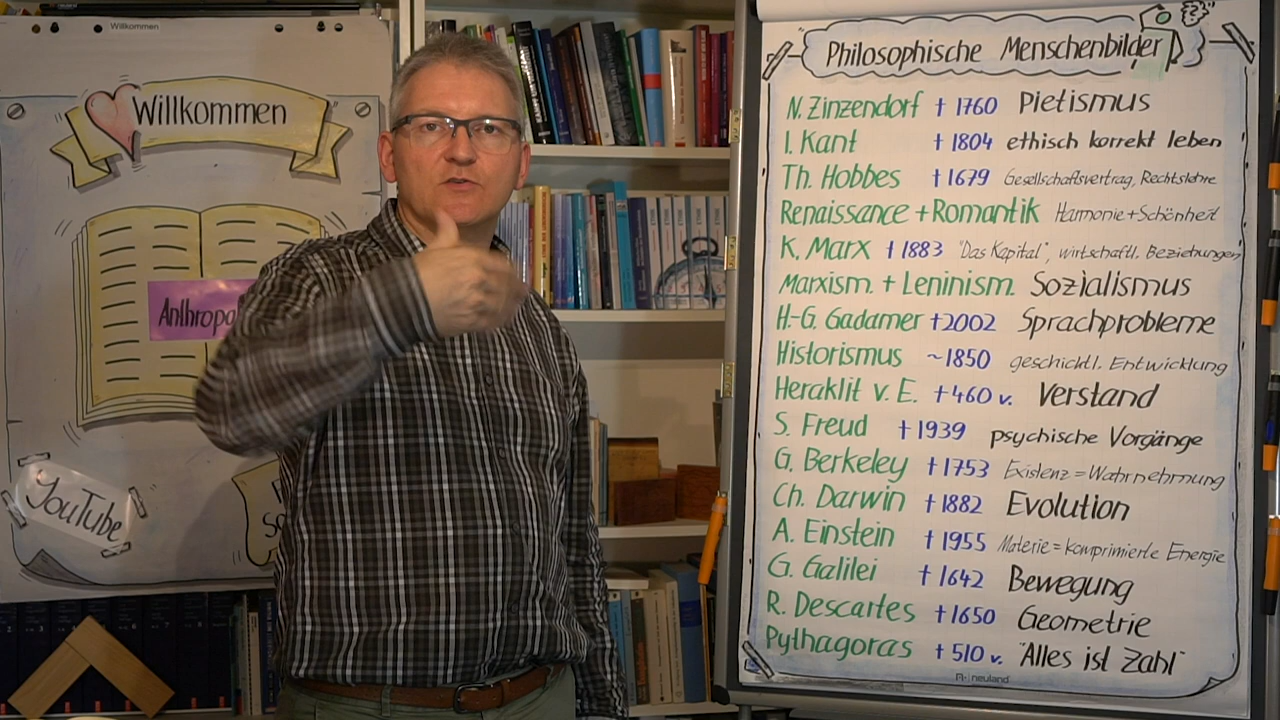 Willkommen
Willkommen
Anthropo
YouTube
Philosophische Menschenbilder
N. Zinzendorf † 1760 Pietismus
I. Kant † 1804 ethisch korrekt leben
Th. Hobbes † 1679 Gesellschaftsvertrag, Rechtslehre
Renaissance + Romantik Harmonie + Schönheit
K. Marx † 1883 "Das Kapital", wirtschaftl. Beziehungen
Marxism. + Leninism. Sozialismus
H.-G. Gadamer † 2002 Sprachprobleme
Historismus ~1850 geschichtl. Entwicklung
Heraklit v. E. † 460 v. Verstand
S. Freud † 1939 psychische Vorgänge
G. Berkeley † 1753 Existenz = Wahrnehmung
Ch. Darwin † 1882 Evolution
A. Einstein † 1955 Materie = komprimierte Energie
G. Galilei † 1642 Bewegung
R. Descartes † 1650 Geometrie
Pythagoras † 510 v. "Alles ist Zahl"
neuland